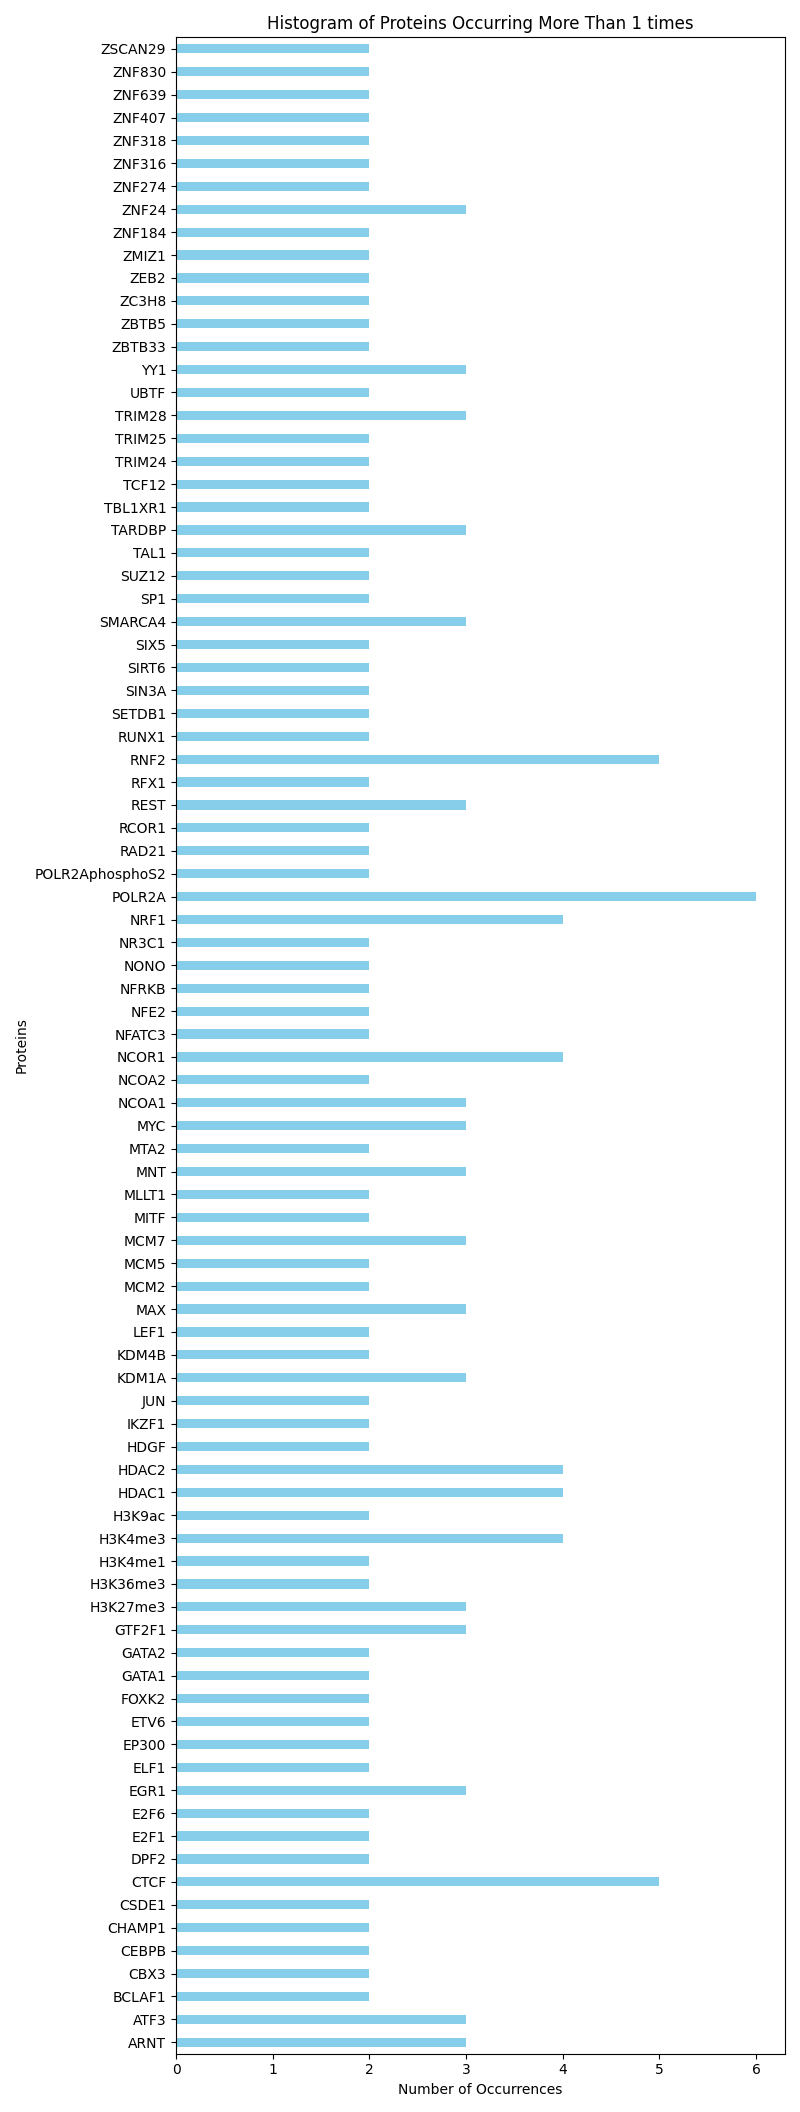 Histogram of Proteins Occurring More Than 1 times
ZSCAN29
ZNF830
ZNF639
ZNF407
ZNF318
ZNF316
ZNF274
ZNF24
ZNF184
ZMIZ1
ZEB2
ZC3H8
ZBTB5
ZBTB33
YY1
UBTF
TRIM28
TRIM25
TRIM24
TCF12
TBL1XR1
TARDBP
TAL1
SUZ12
SP1
SMARCA4
SIX5
SIRT6
SIN3A
SETDB1
RUNX1
RNF2
RFX1
REST
RCOR1
RAD21
POLR2AphosphoS2
POLR2A
NRF1
NR3C1
NONO
NFRKB
NFE2
NFATC3
NCOR1
NCOA2
NCOA1
MYC
MTA2
MNT
MLLT1
MITF
MCM7
MCM5
MCM2
MAX
LEF1
KDM4B
KDM1A
JUN
IKZF1
HDGF
HDAC2
HDAC1
H3K9ac
H3K4me3
H3K4me1
H3K36me3
H3K27me3
GTF2F1
GATA2
GATA1
FOXK2
ETV6
EP300
ELF1
EGR1
E2F6
E2F1
DPF2
CTCF
CSDE1
CHAMP1
CEBPB
CBX3
BCLAF1
ATF3
ARNT
Proteins
0 1 2 3 4 5 6
Number of Occurrences